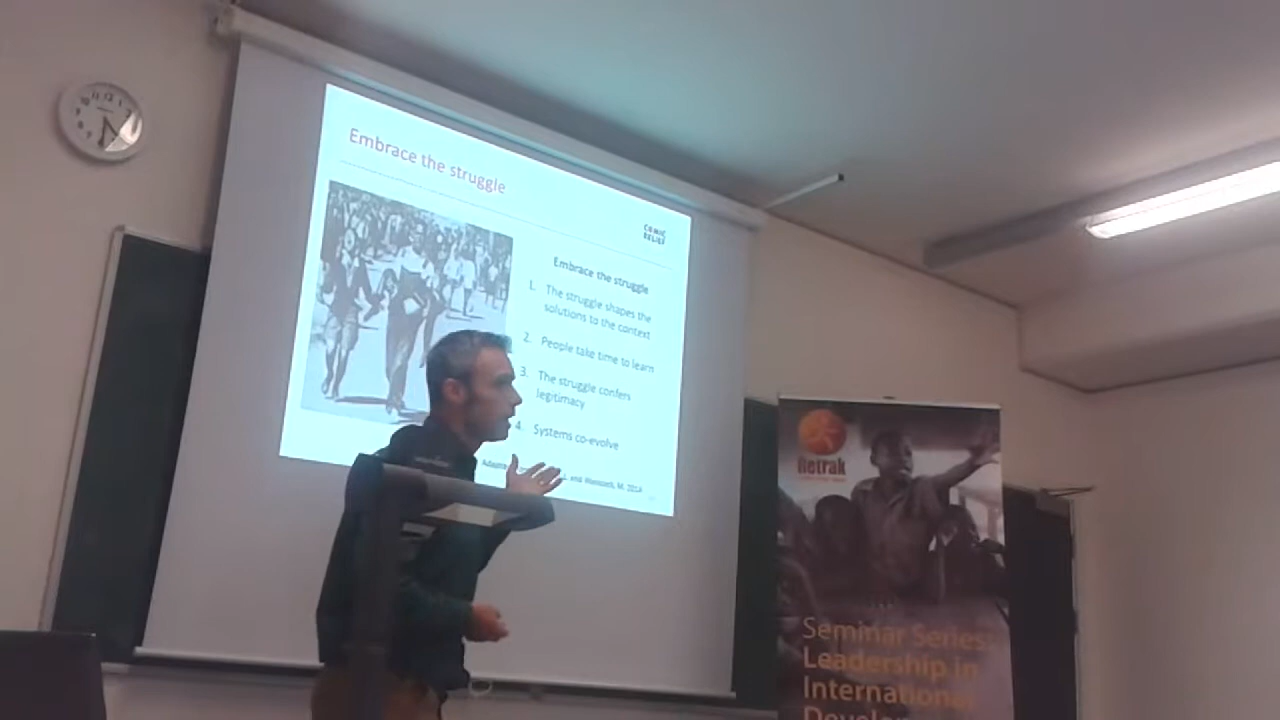 Embrace the struggle
COMIC
RELIEF
Embrace the struggle
1. The struggle shapes the
solutions to the context
2. People take time to learn
3. The struggle confers
legitimacy
4. Systems co-evolve
and
M. 2014
Retrak
Seminar Series:
Leadership in
International